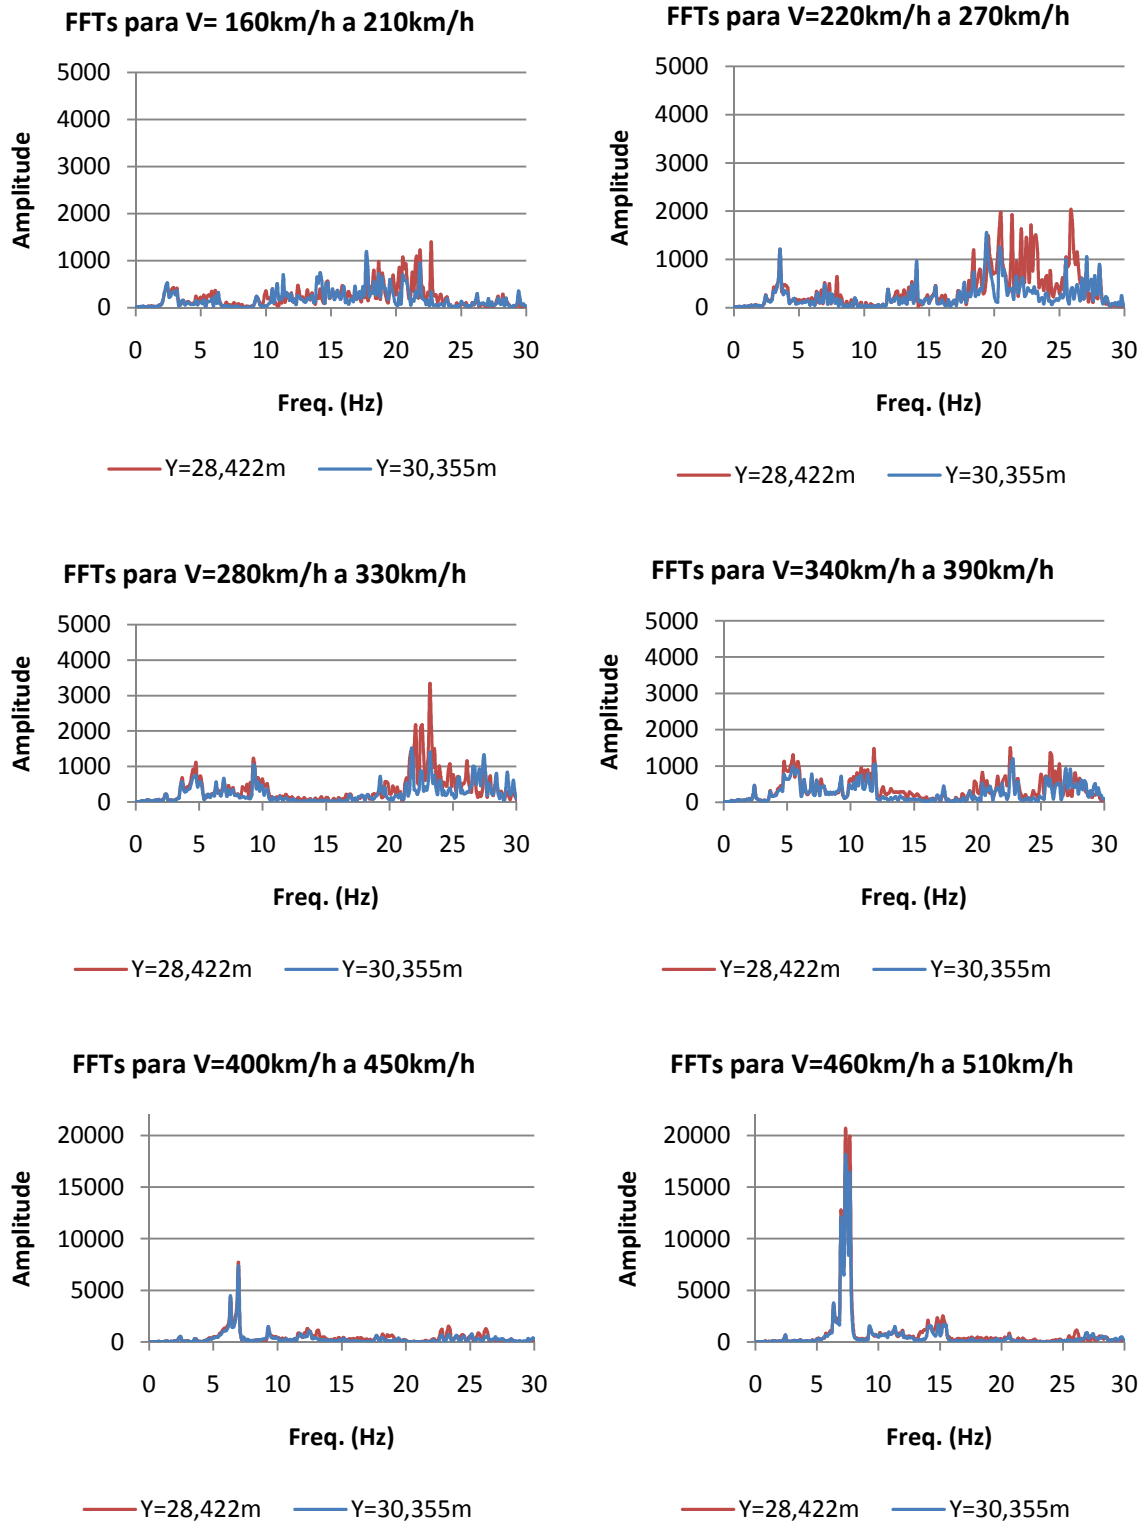 FFTs para V= 160km/h a 210km/h
5000
4000
3000
2000
1000
0
Amplitude
0 5 10 15 20 25 30
Freq. (Hz)
Y=28,422m Y=30,355m
FFTs para V=220km/h a 270km/h
5000
4000
3000
2000
1000
0
Amplitude
0 5 10 15 20 25 30
Freq. (Hz)
Y=28,422m Y=30,355m
FFTs para V=280km/h a 330km/h
5000
4000
3000
2000
1000
0
Amplitude
0 5 10 15 20 25 30
Freq. (Hz)
Y=28,422m Y=30,355m
FFTs para V=340km/h a 390km/h
5000
4000
3000
2000
1000
0
Amplitude
0 5 10 15 20 25 30
Freq. (Hz)
Y=28,422m Y=30,355m
FFTs para V=400km/h a 450km/h
20000
15000
10000
5000
0
Amplitude
0 5 10 15 20 25 30
Freq. (Hz)
Y=28,422m Y=30,355m
FFTs para V=460km/h a 510km/h
20000
15000
10000
5000
0
Amplitude
0 5 10 15 20 25 30
Freq. (Hz)
Y=28,422m Y=30,355m